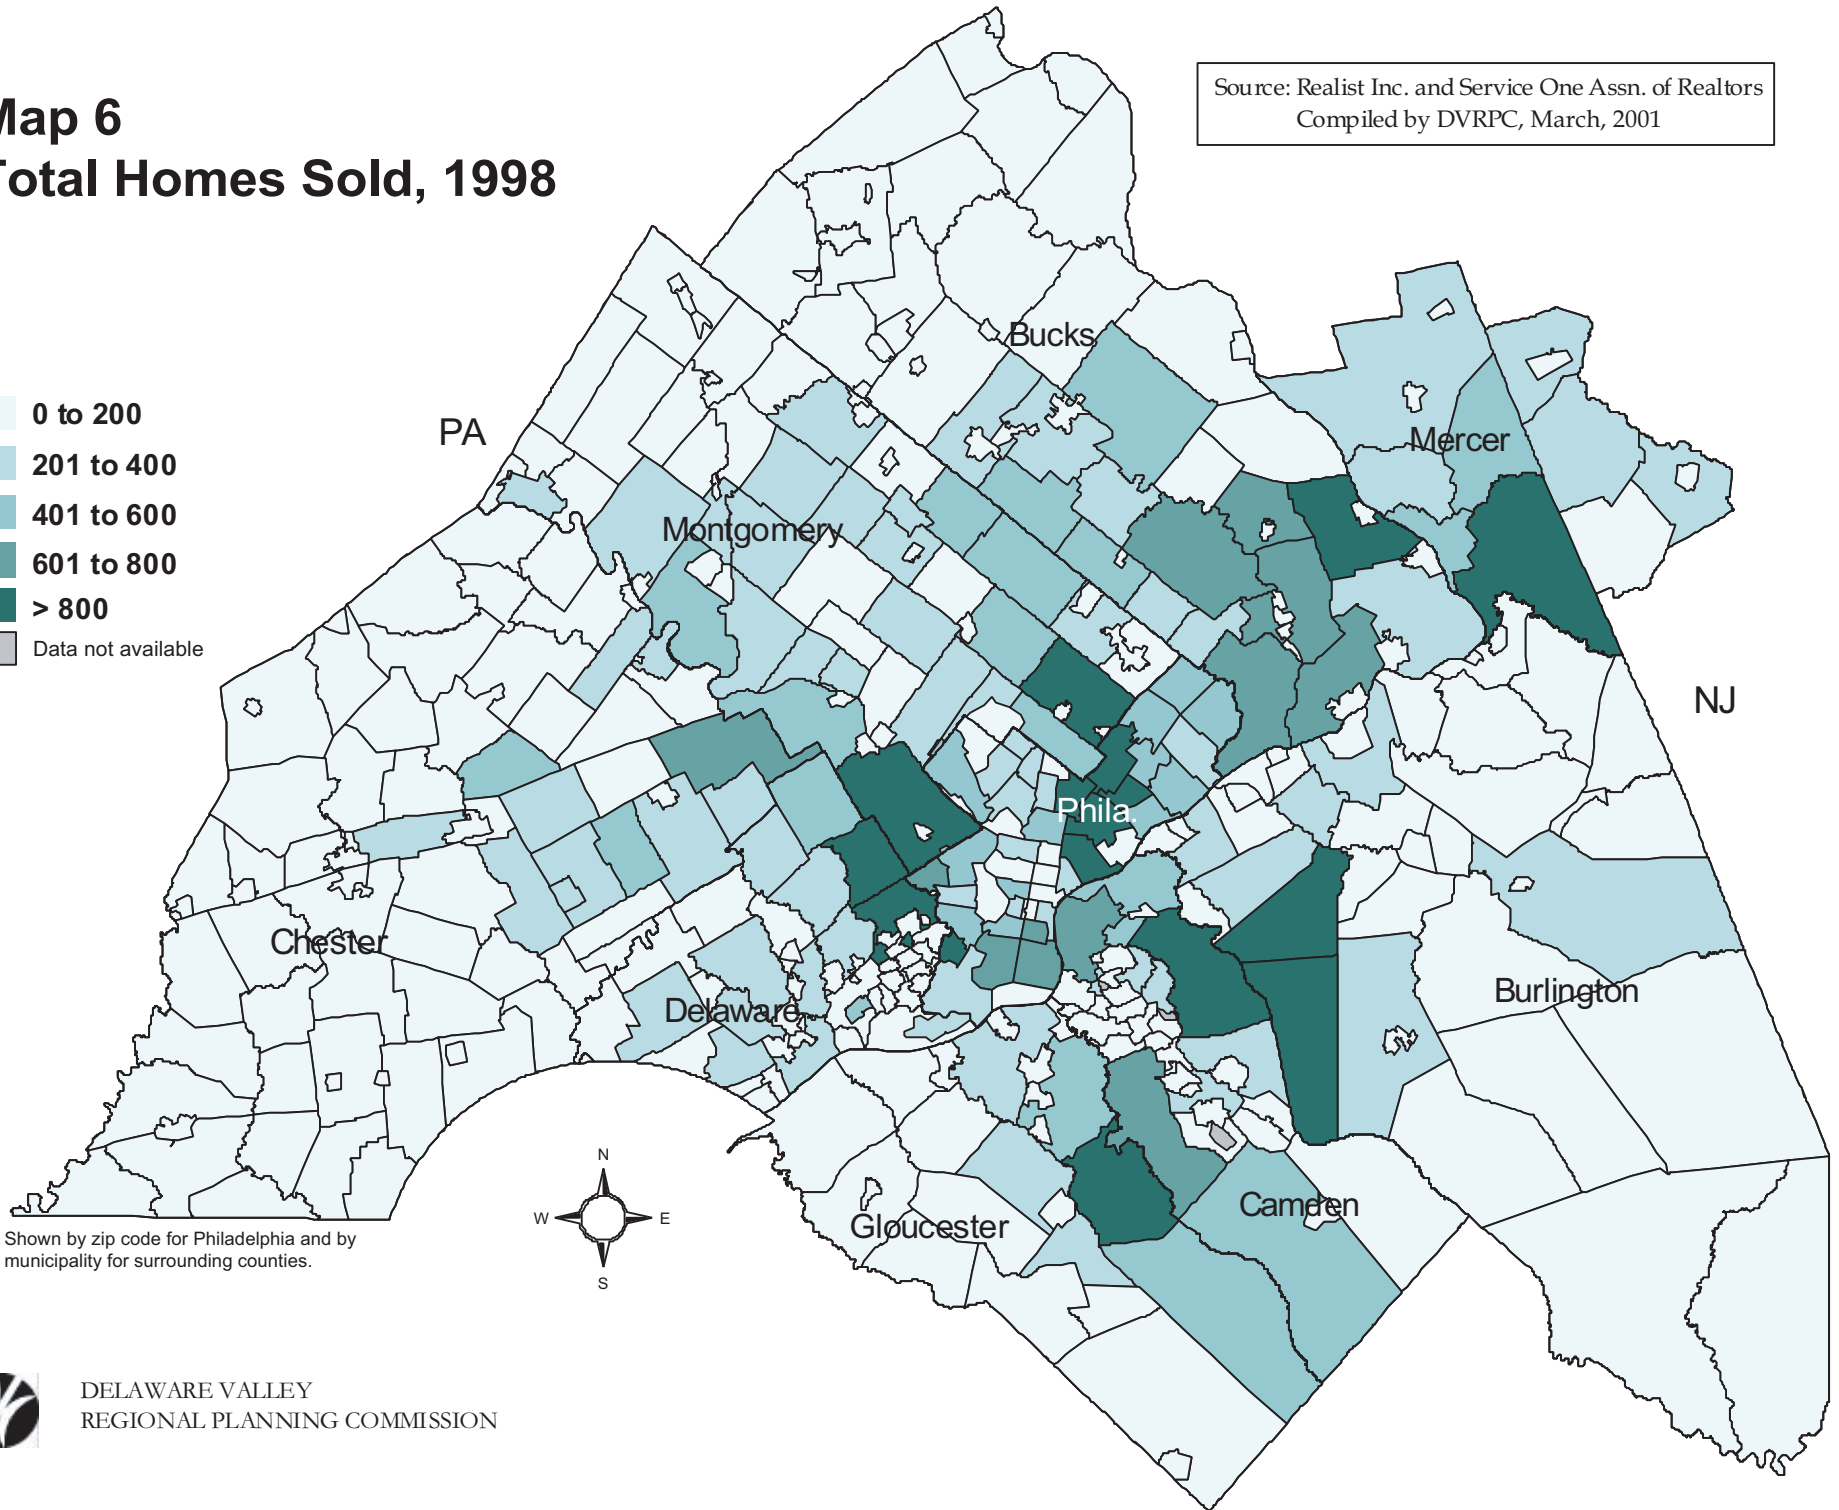 Map 6
Total Homes Sold, 1998
Source: Realist Inc. and Service One Assn. of Realtors
Compiled by DVRPC, March, 2001
0 to 200
201 to 400
401 to 600
601 to 800
> 800
Data not available
PA
NJ
Bucks
Mercer
Montgomery
Phila.
Chester
Delaware
Burlington
Camden
Gloucester
N
W
E
S
Shown by zip code for Philadelphia and by
municipality for surrounding counties.
DELAWARE VALLEY
REGIONAL PLANNING COMMISSION